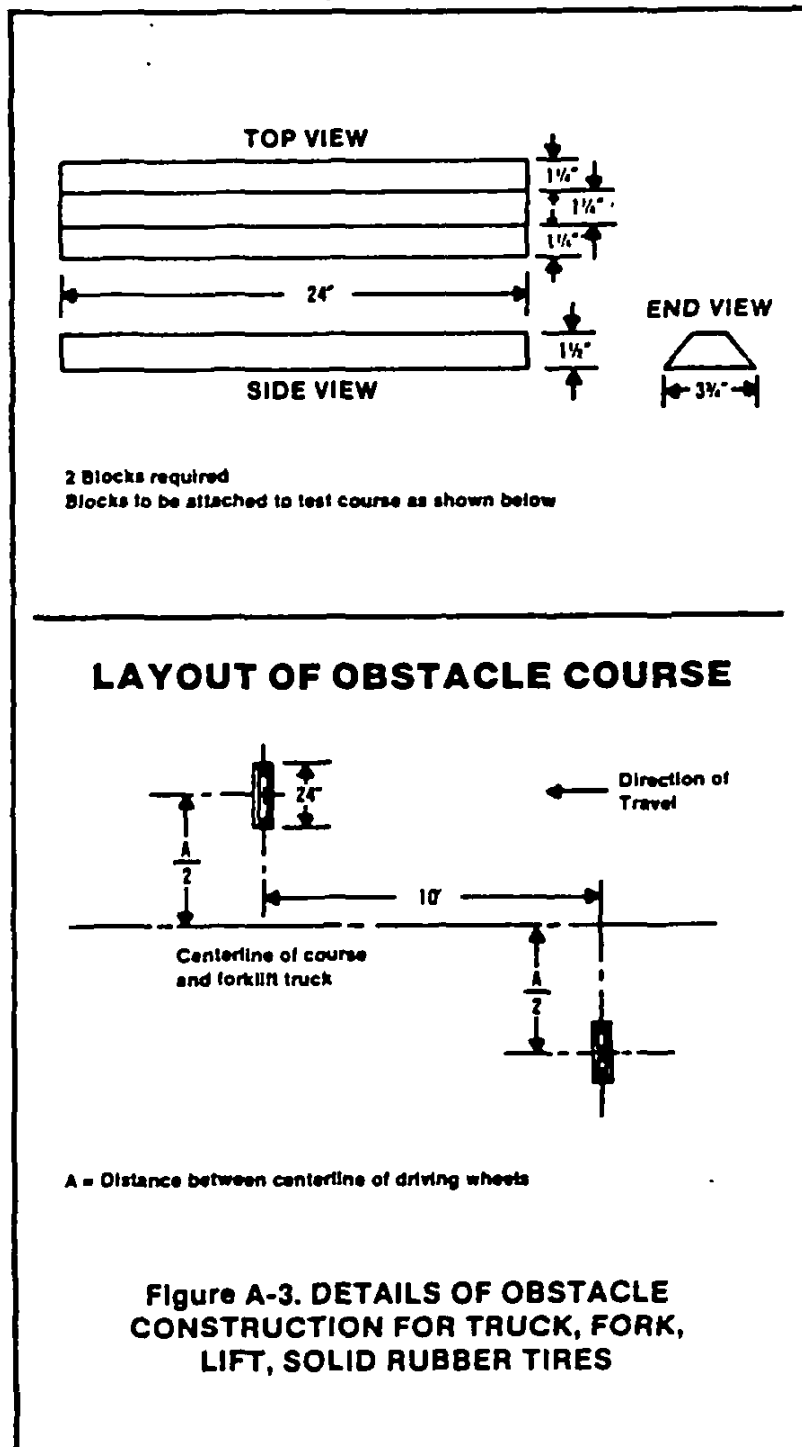 TOP VIEW
1¼"
1¼"
1¼"
24"
END VIEW
1½"
3¾"
SIDE VIEW
2 Blocks required
Blocks to be attached to test course as shown below
LAYOUT OF OBSTACLE COURSE
24"
Direction of
Travel
A
2
10'
Centerline of course
and forklift truck
A
2
A = Distance between centerline of driving wheels
Figure A-3. DETAILS OF OBSTACLE
CONSTRUCTION FOR TRUCK, FORK,
LIFT, SOLID RUBBER TIRES